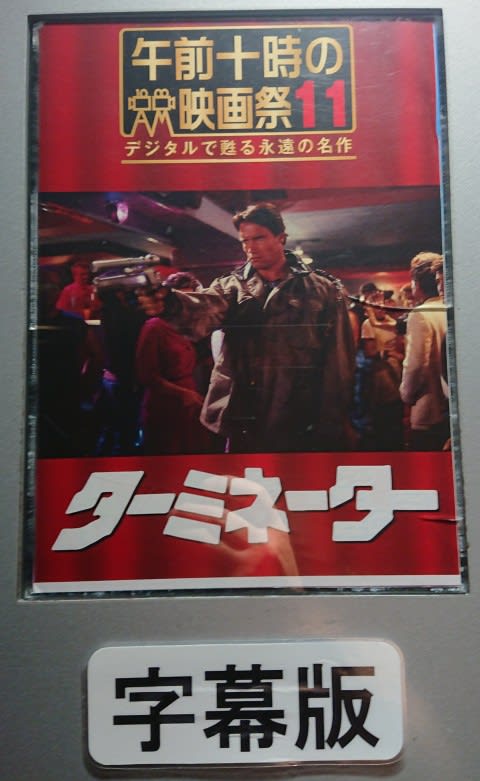 午前十時の
映画祭11
デジタルで甦る永遠の名作
ターミネーター
字幕版